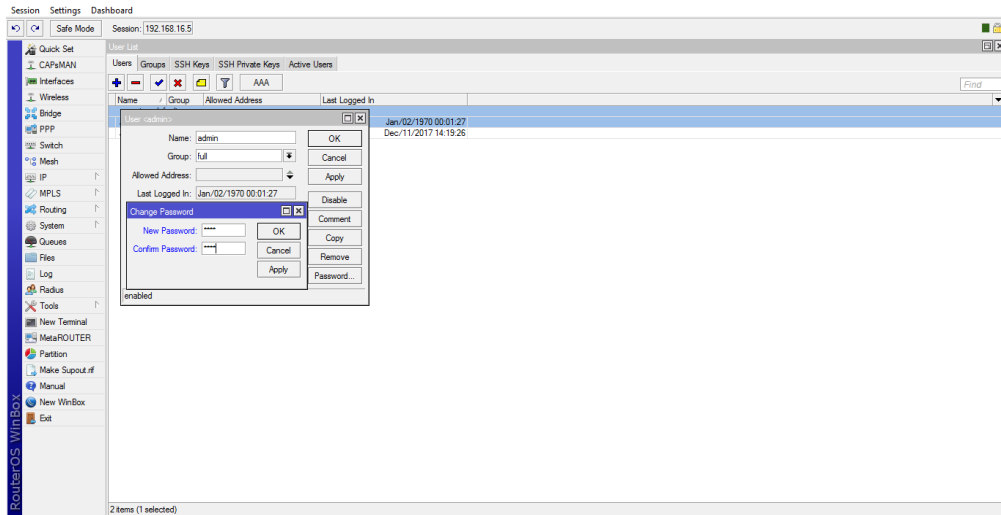 Session Settings Dashboard
Safe Mode Session: 192.168.16.5
Quick Set
CAPsMAN
Interfaces
Wireless
Bridge
PPP
Switch
Mesh
IP
MPLS
Routing
System
Queues
Files
Log
Radius
Tools
New Terminal
MetaROUTER
Partition
Make Supout.rif
Manual
New WinBox
Exit
RouterOS WinBox
User List
Users Groups SSH Keys SSH Private Keys Active Users
AAA
Find
Name / Group Allowed Address Last Logged In
Jan/02/1970 00:01:27
Dec/11/2017 14:19:26
User <admin>
Name: admin
Group: full
Allowed Address:
Last Logged In: Jan/02/1970 00:01:27
OK
Cancel
Apply
Disable
Comment
Copy
Remove
Password...
Change Password
New Password: ****
Confirm Password: ****
OK
Cancel
Apply
enabled
2 items (1 selected)